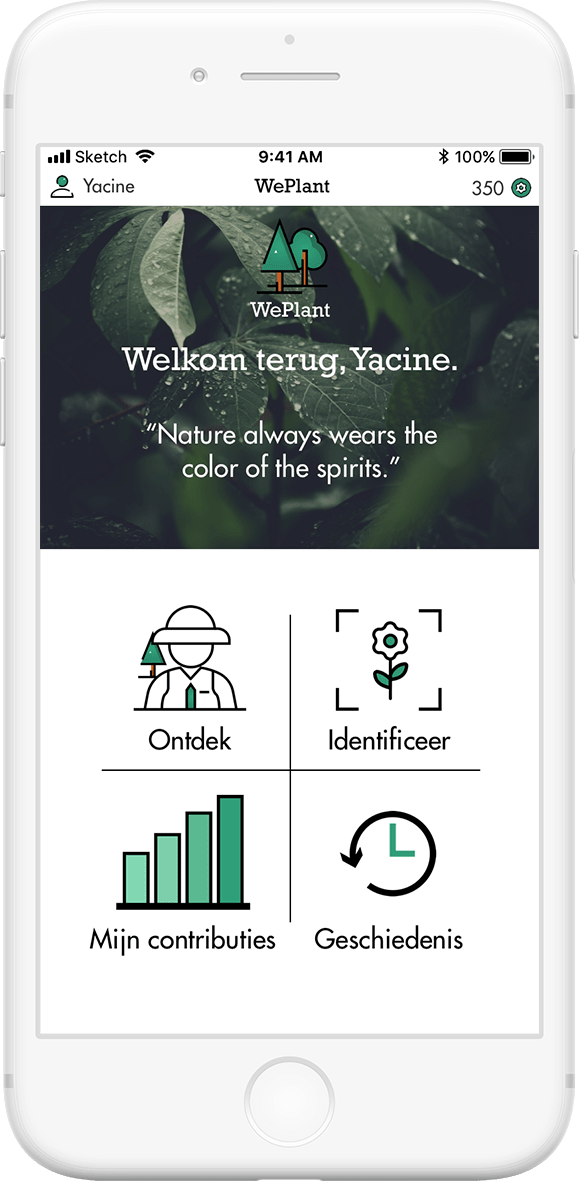 Sketch 9:41 AM 100%
Yacine WePlant 350
WePlant
Welkom terug, Yacine.
“Nature always wears the
color of the spirits.”
Ontdek Identificeer
Mijn contributies Geschiedenis